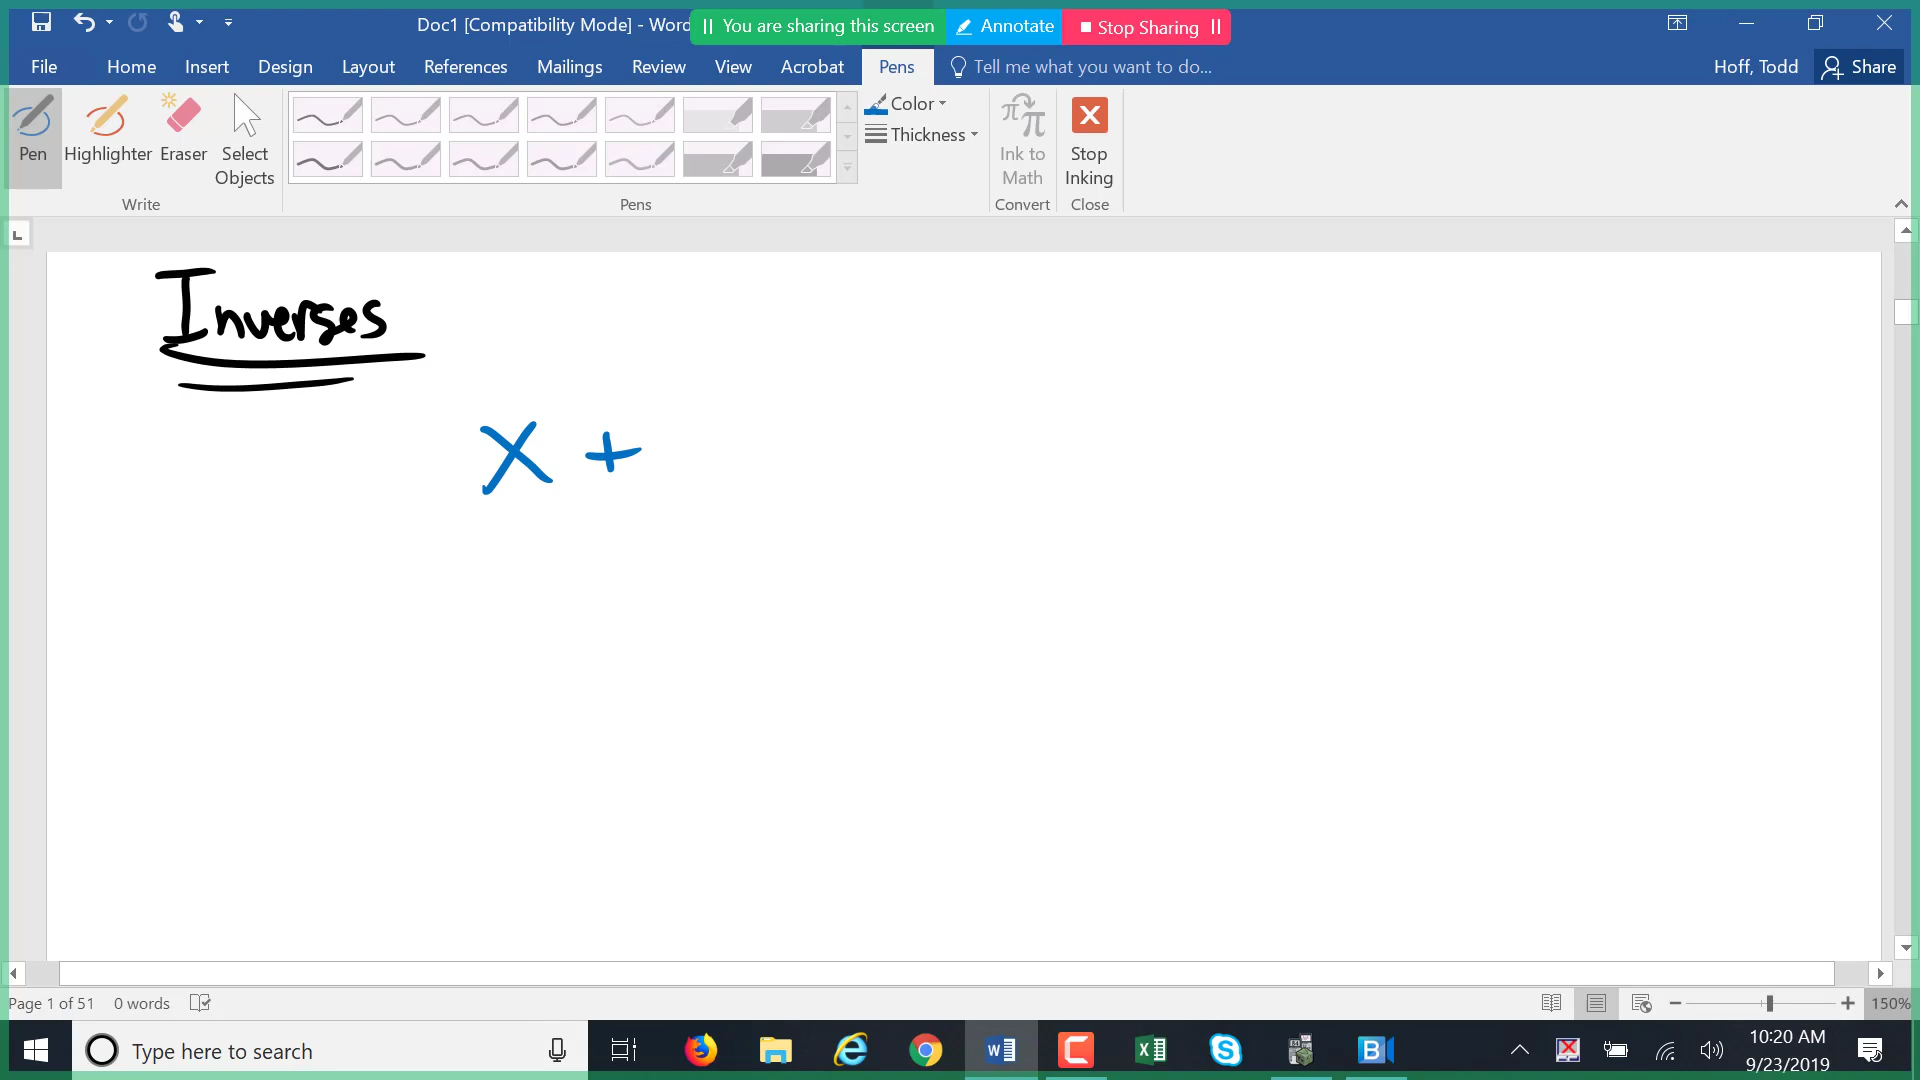 Doc1 [Compatibility Mode] - Word
You are sharing this screen
Annotate
Stop Sharing
File Home Insert Design Layout References Mailings Review View Acrobat Pens Tell me what you want to do... Hoff, Todd Share
Pen Highlighter Eraser Select Objects
Color
Thickness
Ink to Math
Stop Inking
Write Pens Convert Close
Inverses
X +
Page 1 of 51 0 words 150%
Type here to search
10:20 AM
9/23/2019